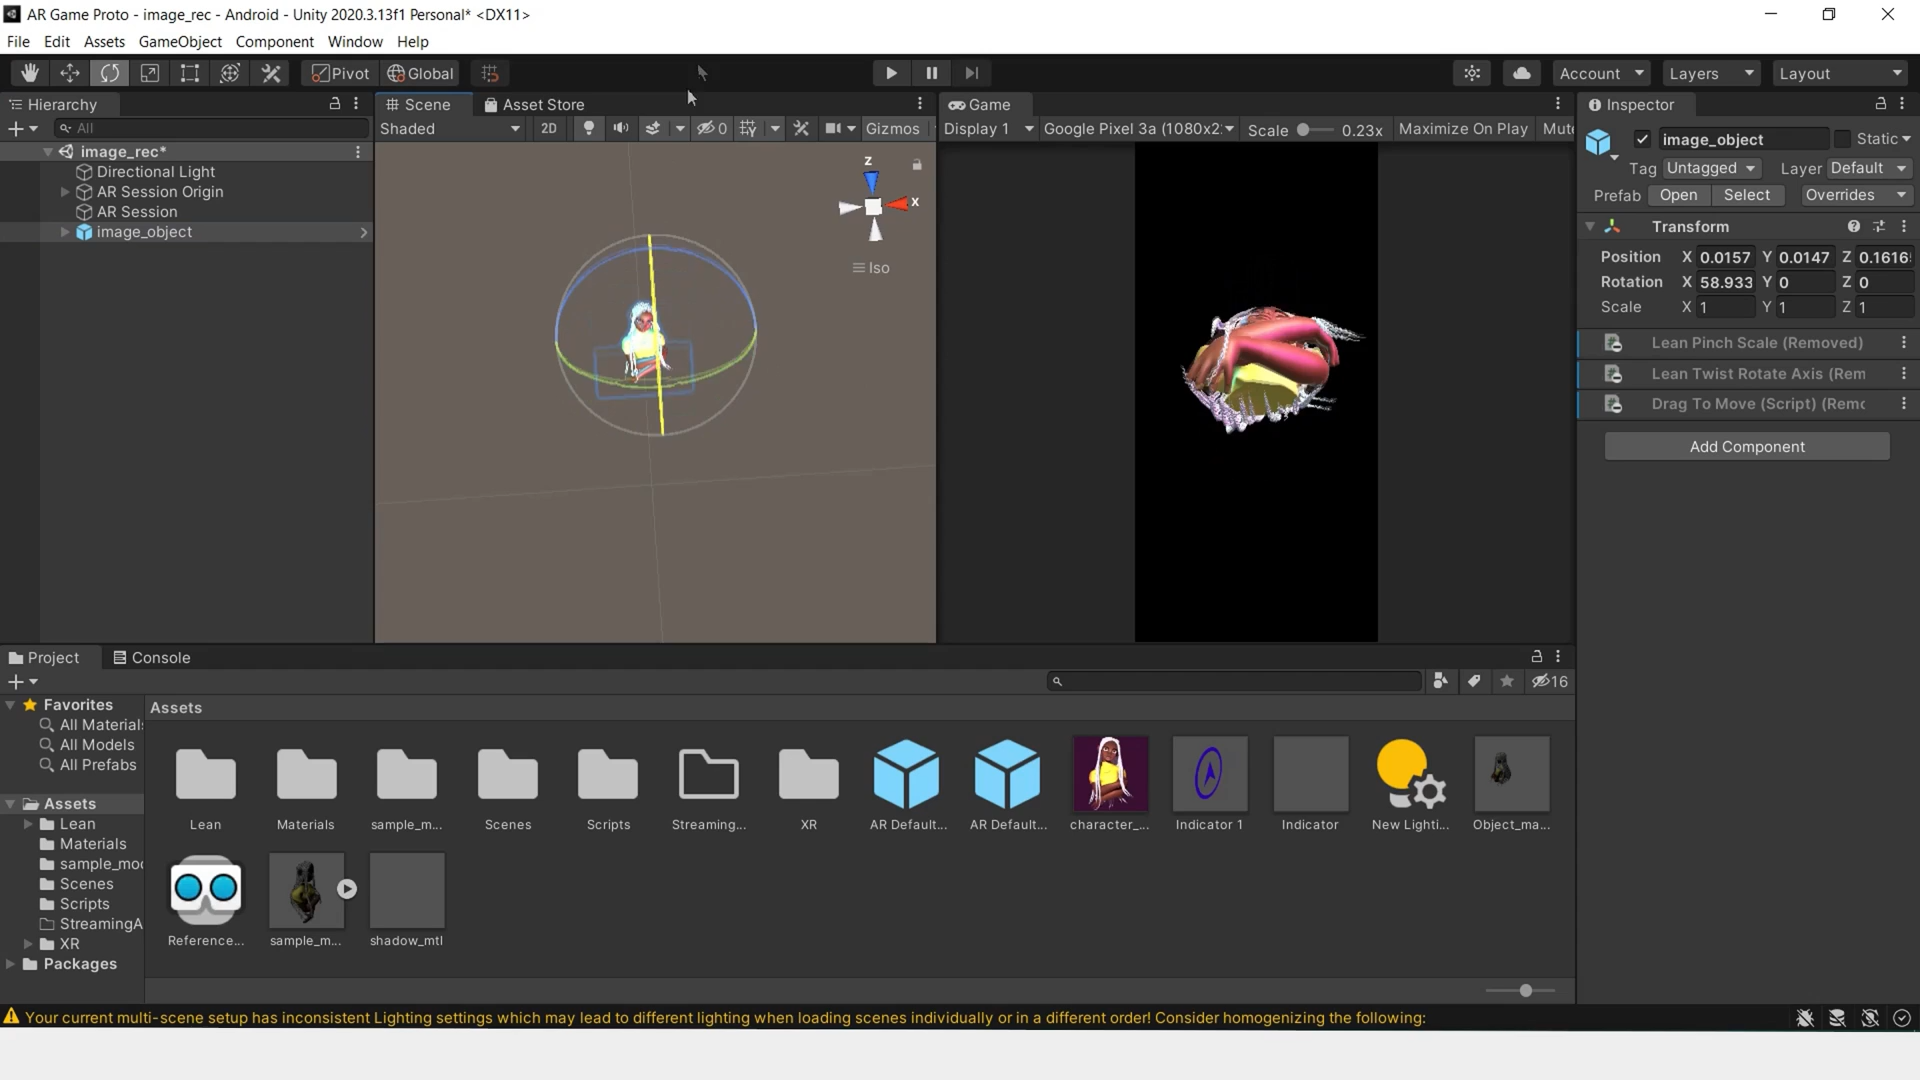 AR Game Proto - image_rec - Android - Unity 2020.3.13f1 Personal* <DX11>
File Edit Assets GameObject Component Window Help
Pivot Global Account Layers Layout
Hierarchy
All
image_rec*
Directional Light
AR Session Origin
AR Session
image_object
Scene Asset Store
Shaded 2D 0 Gizmos
z
x
Iso
Game
Display 1 Google Pixel 3a (1080x2: Scale 0.23x Maximize On Play Mute
Inspector
image_object Static
Tag Untagged Layer Default
Prefab Open Select Overrides
Transform
Position X 0.0157 Y 0.0147 Z 0.1616
Rotation X 58.933 Y 0 Z 0
Scale X 1 Y 1 Z 1
Lean Pinch Scale (Removed)
Lean Twist Rotate Axis (Rem
Drag To Move (Script) (Remo
Add Component
Project Console
16
Favorites
All Materials
All Models
All Prefabs
Assets
Lean
Materials
sample_mod
Scenes
Scripts
StreamingA
XR
Packages
Assets
Lean Materials sample_m... Scenes Scripts Streaming... XR AR Default... AR Default... character_... Indicator 1 Indicator New Lighti... Object_ma...
Reference... sample_m... shadow_mtl
Your current multi-scene setup has inconsistent Lighting settings which may lead to different lighting when loading scenes individually or in a different order! Consider homogenizing the following: